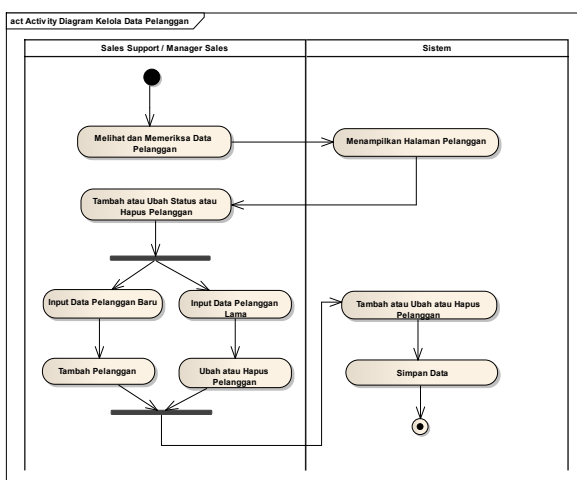 act Activity Diagram Kelola Data Pelanggan
Sales Support / Manager Sales
Sistem
Melihat dan Memeriksa Data
Pelanggan
Menampilkan Halaman Pelanggan
Tambah atau Ubah Status atau
Hapus Pelanggan
Input Data Pelanggan Baru
Input Data Pelanggan
Lama
Tambah atau Ubah atau Hapus
Pelanggan
Tambah Pelanggan
Ubah atau Hapus
Pelanggan
Simpan Data